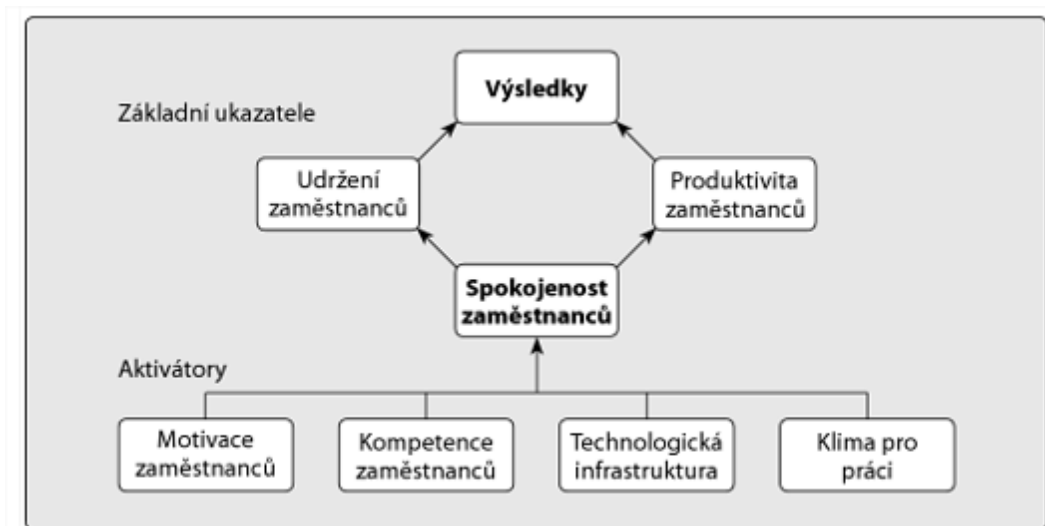 Výsledky
Základní ukazatele
Udržení
zaměstnanců
Produktivita
zaměstnanců
Spokojenost
zaměstnanců
Aktivátory
Motivace
zaměstnanců
Kompetence
zaměstnanců
Technologická
infrastruktura
Klima pro
práci